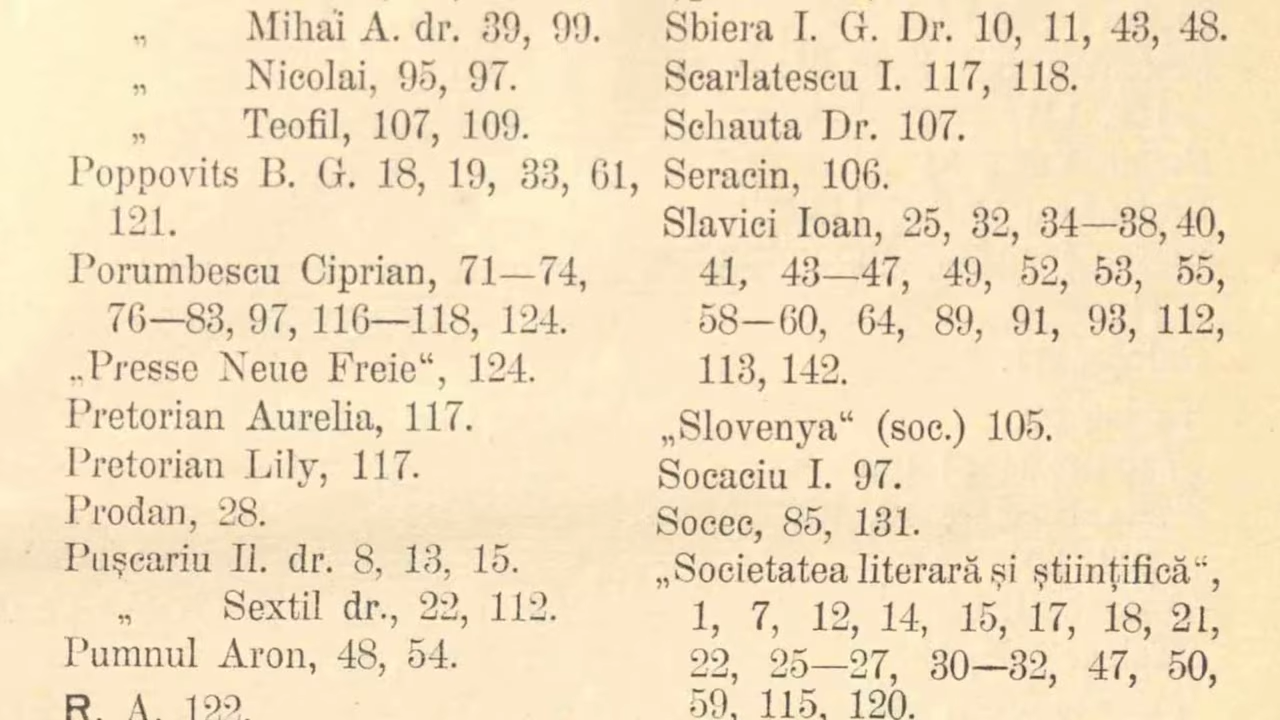 „ Mihaï A. dr. 39, 99.
„ Nicolai, 95, 97.
„ Teofil, 107, 109.
Poppovits B. G. 18, 19, 33, 61,
121.
Porumbescu Ciprian, 71—74,
76—83, 97, 116—118, 124.
„Presse Neue Freie“, 124.
Pretorian Aurelia, 117.
Pretorian Lily, 117.
Prodan, 28.
Pușcariu Il. dr. 8, 13, 15.
„ Sextil dr., 22, 112.
Pumnul Aron, 48, 54.
R. A. 122.
Sbiera I. G. Dr. 10, 11, 43, 48.
Scarlatescu I. 117, 118.
Schauta Dr. 107.
Seracin, 106.
Slavici Ioan, 25, 32, 34—38, 40,
41, 43—47, 49, 52, 53, 55,
58—60, 64, 89, 91, 93, 112,
113, 142.
„Slovenya“ (soc.) 105.
Socaciu I. 97.
Socec, 85, 131.
„Societatea literară și științifică“,
1, 7, 12, 14, 15, 17, 18, 21,
22, 25—27, 30—32, 47, 50,
59, 115, 120.